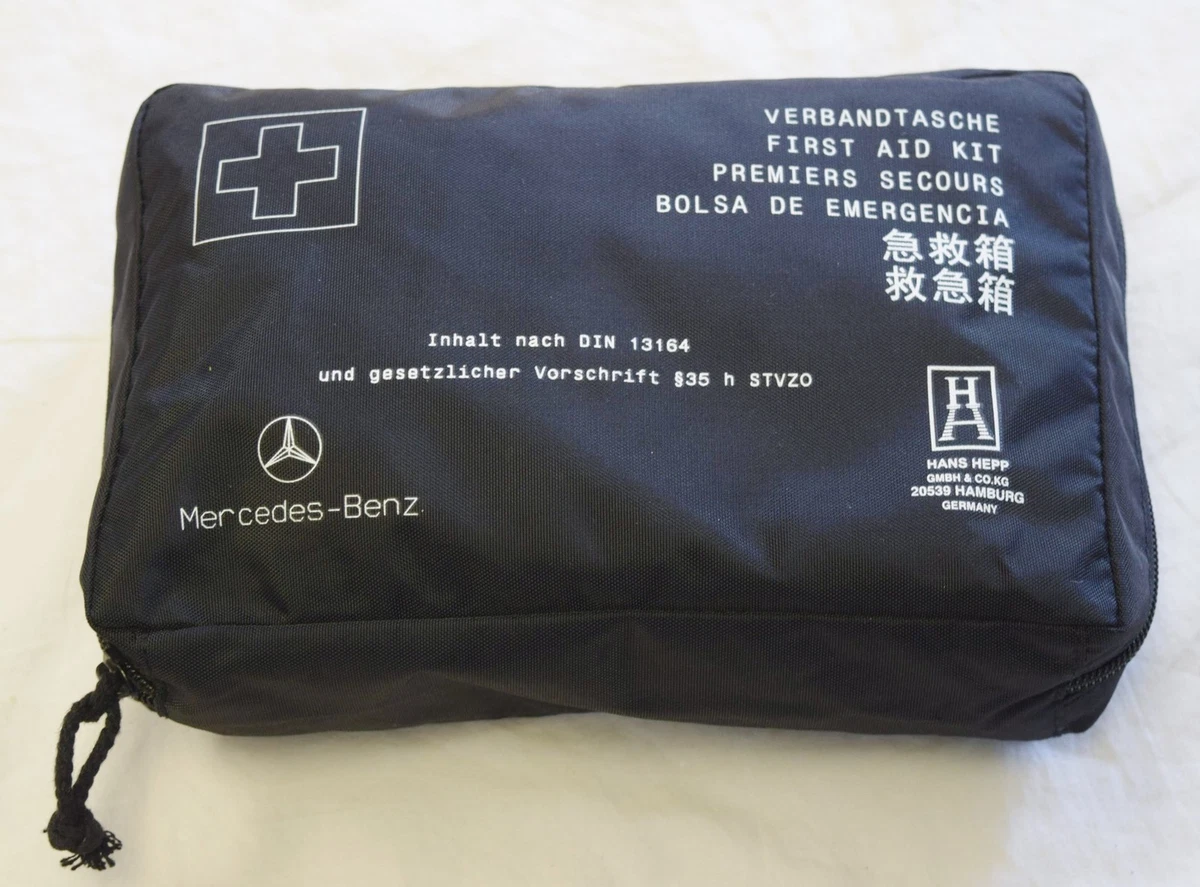 VERBANDTASCHE
FIRST AID KIT
PREMIERS SECOURS
BOLSA DE EMERGENCIA
急救箱
救急箱
Inhalt nach DIN 13164
und gesetzlicher Vorschrift §35 h STVZO
Mercedes-Benz
HA
HANS HEPP
GMBH & CO.KG
20539 HAMBURG
GERMANY